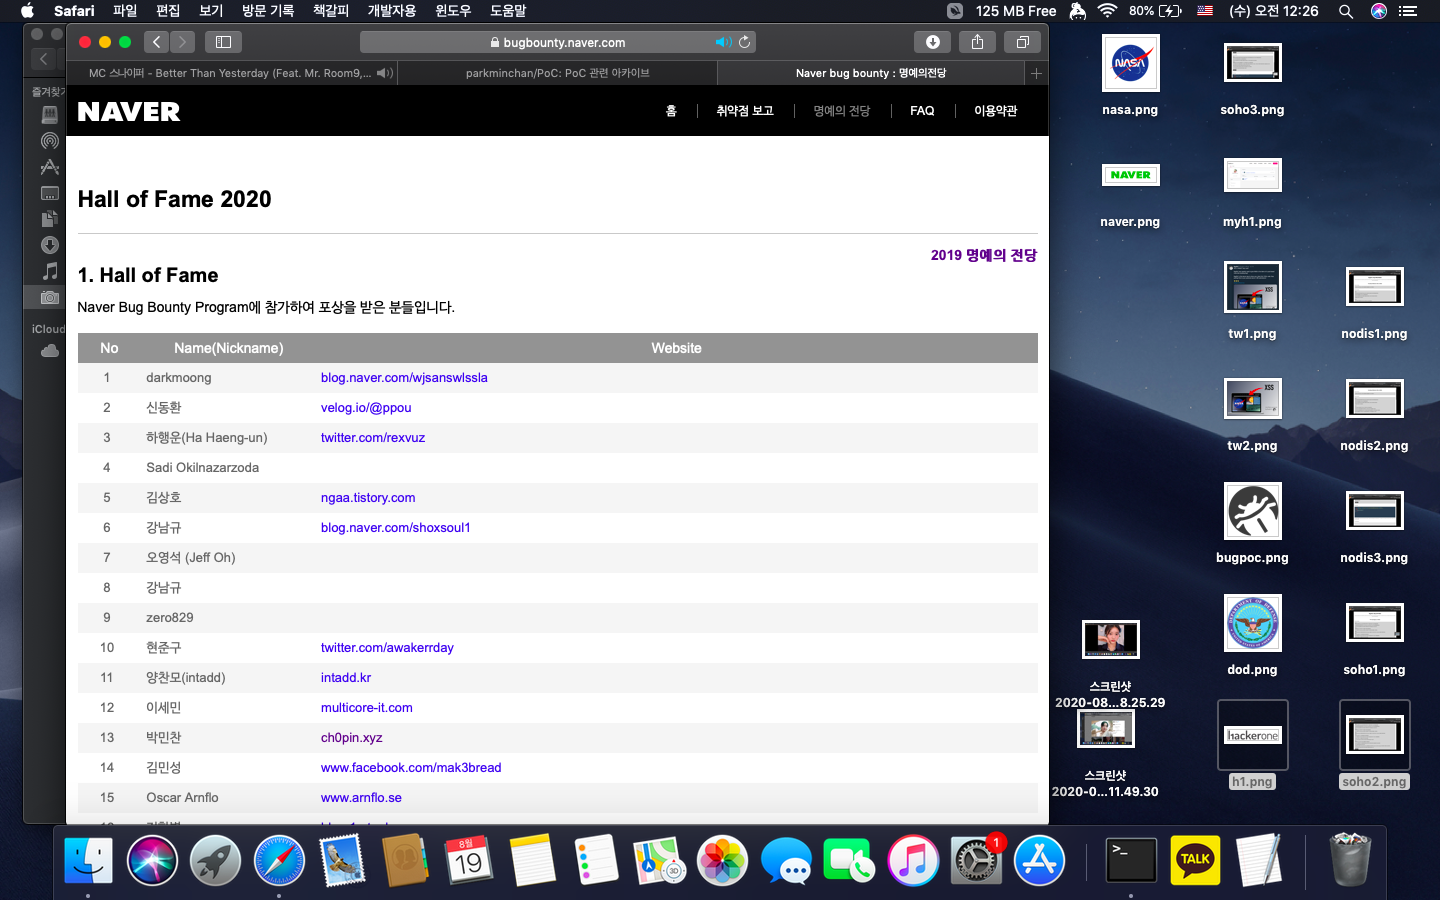 Safari 파일 편집 보기 방문 기록 책갈피 개발자용 윈도우 도움말 125 MB Free 80% (수) 오전 12:26
bugbounty.naver.com
MC 스나이퍼 - Better Than Yesterday (Feat. Mr. Room9,... parkminchan/PoC: PoC 관련 아카이브 Naver bug bounty : 명예의전당
즐겨찾기
iCloud
NAVER 홈 취약점 보고 명예의 전당 FAQ 이용약관
Hall of Fame 2020
2019 명예의 전당
1. Hall of Fame
Naver Bug Bounty Program에 참가하여 포상을 받은 분들입니다.
No Name(Nickname) Website
1 darkmoong blog.naver.com/wjsanswlssla
2 신동환 velog.io/@ppou
3 하행운(Ha Haeng-un) twitter.com/rexvuz
4 Sadi Okilnazarzoda
5 김상호 ngaa.tistory.com
6 강남규 blog.naver.com/shoxsoul1
7 오영석 (Jeff Oh)
8 강남규
9 zero829
10 현준구 twitter.com/awakerrday
11 양찬모(intadd) intadd.kr
12 이세민 multicore-it.com
13 박민찬 ch0pin.xyz
14 김민성 www.facebook.com/mak3bread
15 Oscar Arnflo www.arnflo.se
NASA
nasa.png soho3.png
NAVER
naver.png myh1.png
XSS
tw1.png nodis1.png
XSS
tw2.png nodis2.png
bugpoc.png nodis3.png
dod.png soho1.png
스크린샷
2020-08...8.25.29
hackerone
h1.png soho2.png
스크린샷
2020-0...11.49.30
8월
19
3D
1
>_
TALK